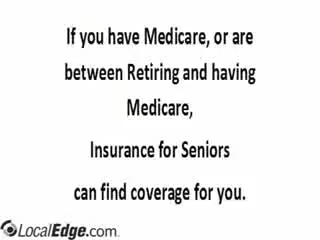 If you have Medicare, or are
between Retiring and having
Medicare,
Insurance for Seniors
can find coverage for you.
LocalEdge.com